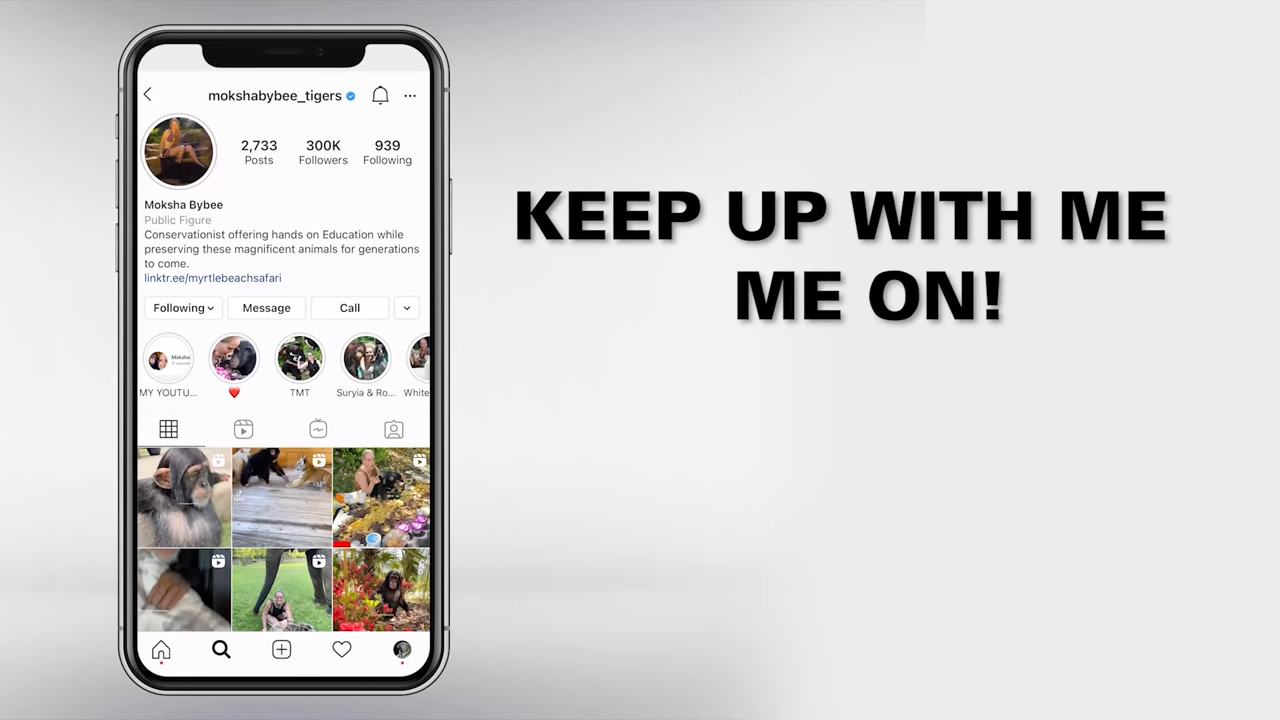 mokshabybee_tigers
2,733 300K 939
Posts Followers Following
Moksha Bybee
Public Figure
Conservationist offering hands on Education while
preserving these magnificent animals for generations
to come.
linktr.ee/myrtlebeachsafari
Following Message Call
MY YOUTU... TMT Suryia & Ro... White
KEEP UP WITH ME
ME ON!